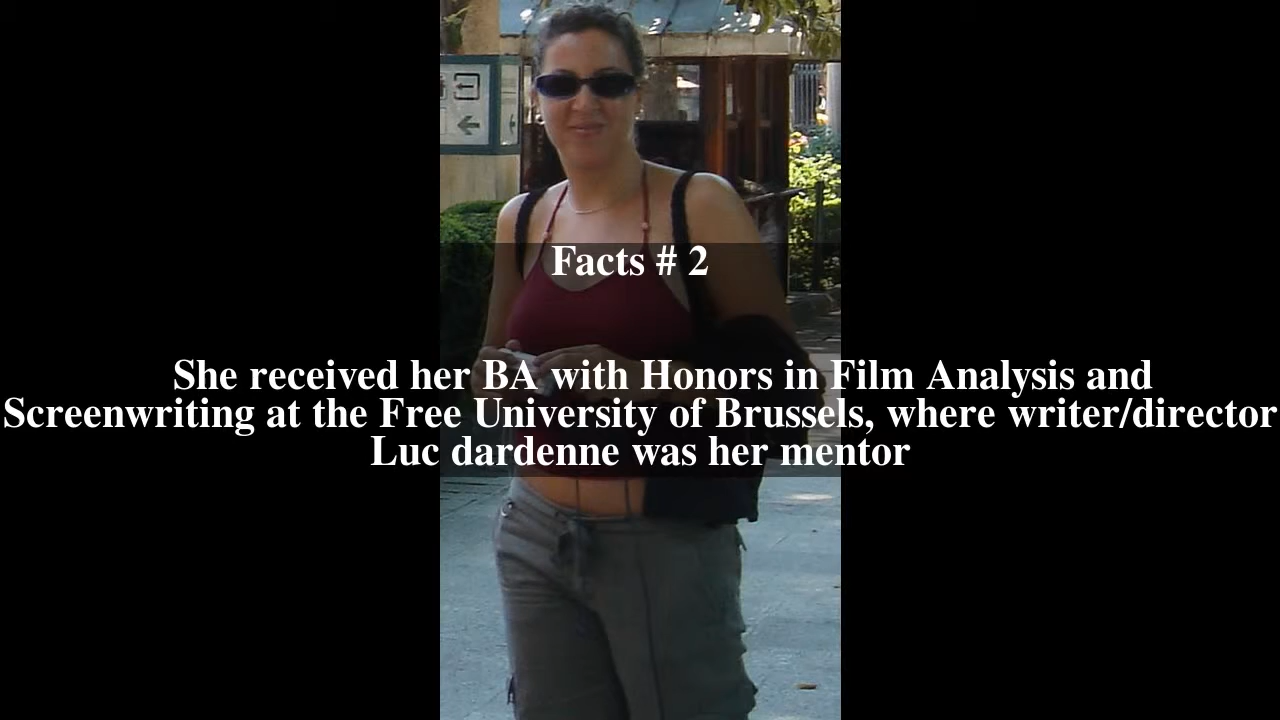 Facts # 2
She received her BA with Honors in Film Analysis and
Screenwriting at the Free University of Brussels, where writer/director
Luc dardenne was her mentor